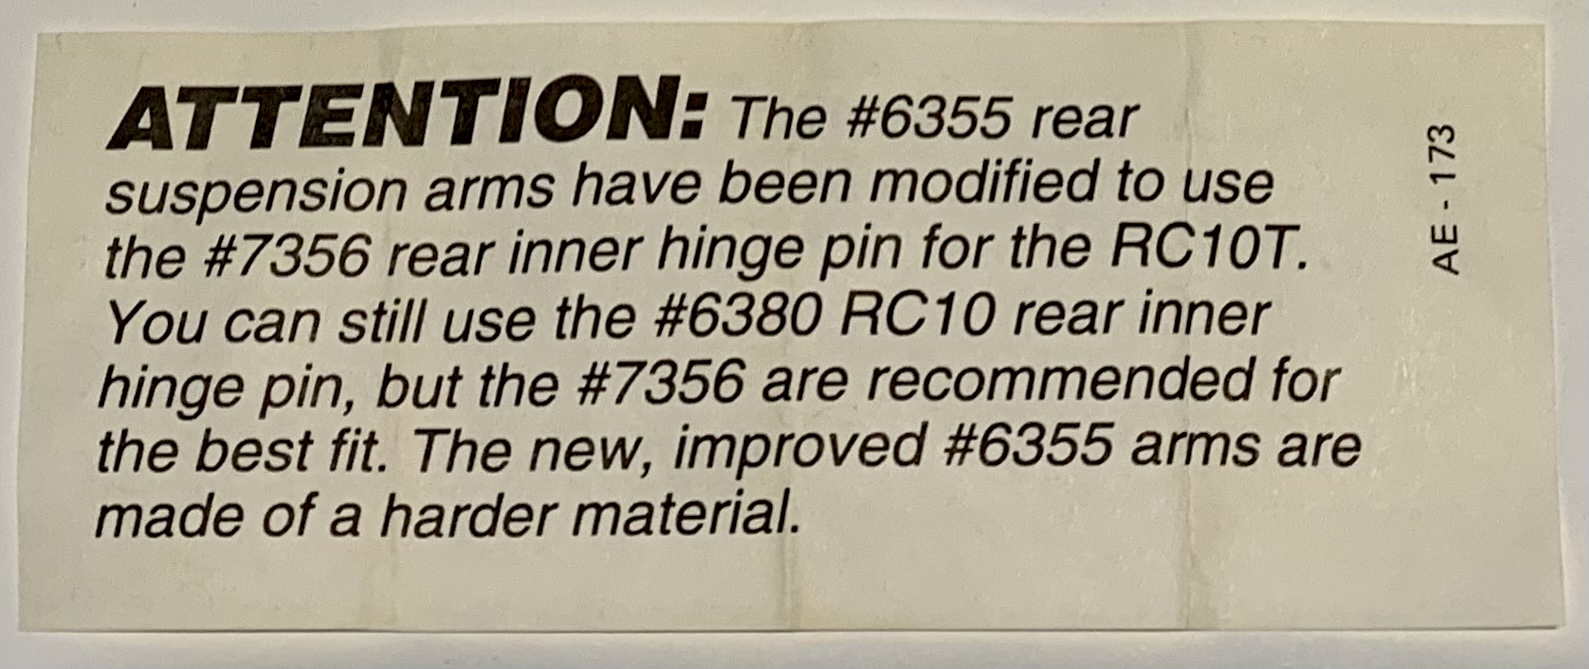 ATTENTION: The #6355 rear
suspension arms have been modified to use
the #7356 rear inner hinge pin for the RC10T.
You can still use the #6380 RC10 rear inner
hinge pin, but the #7356 are recommended for
the best fit. The new, improved #6355 arms are
made of a harder material.
AE - 173